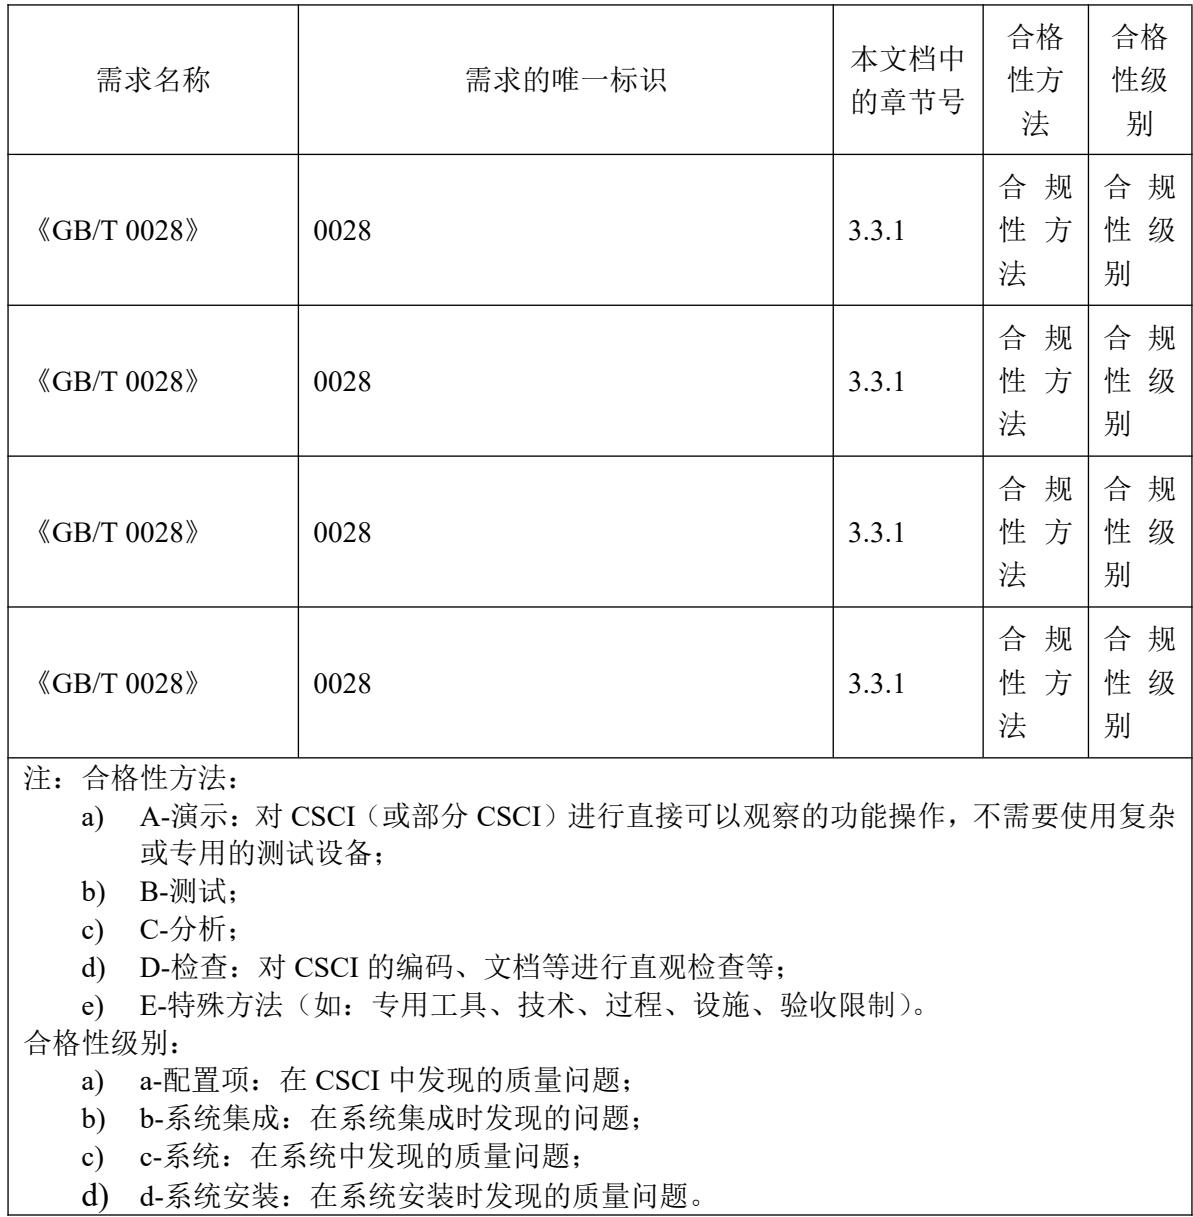 需求名称
需求的唯一标识
本文档中
的章节号
合格
性方
法
合格
性级
别
《GB/T 0028》
0028
3.3.1
合 规
性 方
法
合 规
性 级
别
《GB/T 0028》
0028
3.3.1
合 规
性 方
法
合 规
性 级
别
《GB/T 0028》
0028
3.3.1
合 规
性 方
法
合 规
性 级
别
《GB/T 0028》
0028
3.3.1
合 规
性 方
法
合 规
性 级
别
注：合格性方法：
a) A-演示：对 CSCI（或部分 CSCI）进行直接可以观察的功能操作，不需要使用复杂
或专用的测试设备；
b) B-测试；
c) C-分析；
d) D-检查：对 CSCI 的编码、文档等进行直观检查等；
e) E-特殊方法（如：专用工具、技术、过程、设施、验收限制）。
合格性级别：
a) a-配置项：在 CSCI 中发现的质量问题；
b) b-系统集成：在系统集成时发现的问题；
c) c-系统：在系统中发现的质量问题；
d) d-系统安装：在系统安装时发现的质量问题。